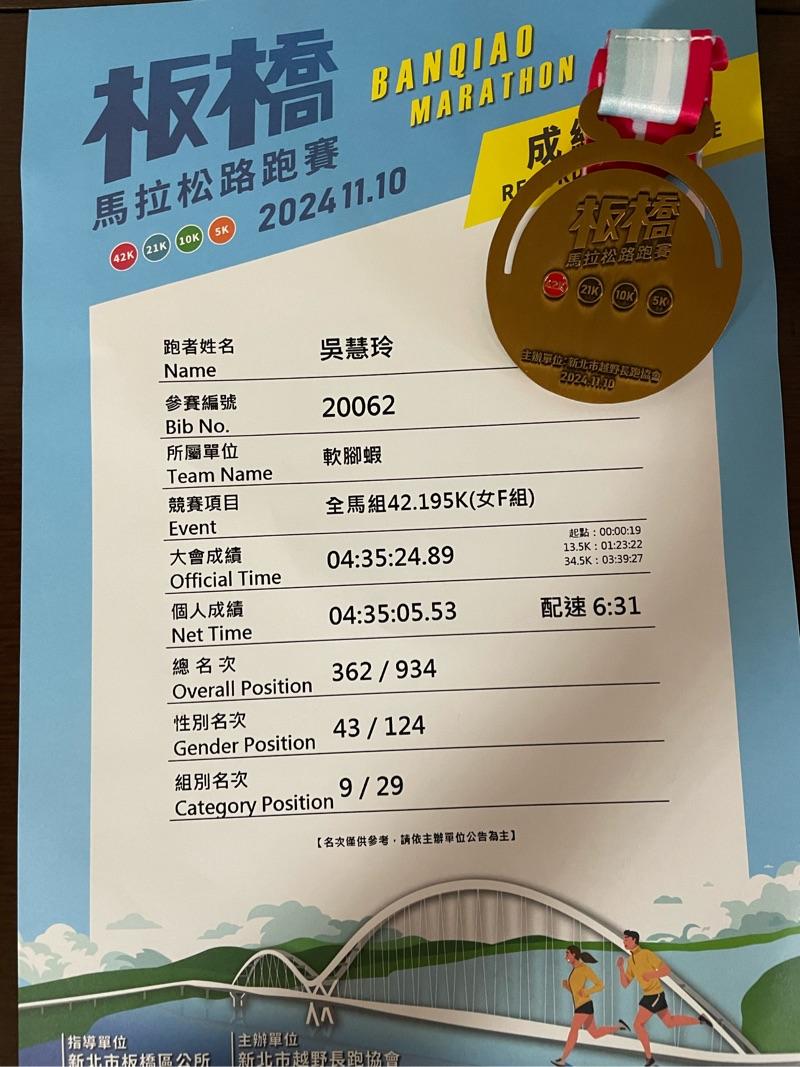 板橋
BANQIAO
MARATHON
馬拉松路跑賽
2024 11.10
42K 21K 10K 5K
成
板橋
馬拉松路跑賽
42K 21K 10K 5K
主辦單位:新北市越野長跑協會
2024.11.10
跑者姓名 吳慧玲
Name
參賽編號 20062
Bib No.
所屬單位 軟腳蝦
Team Name
競賽項目 全馬組42.195K(女F組)
Event
大會成績 04:35:24.89
Official Time
起點:00:00:19
13.5K:01:23:22
34.5K:03:39:27
個人成績 04:35:05.53 配速 6:31
Net Time
總名次 362 / 934
Overall Position
性別名次 43 / 124
Gender Position
組別名次 9 / 29
Category Position
【名次僅供參考,請依主辦單位公告為主】
指導單位 主辦單位
新北市板橋區公所 新北市越野長跑協會